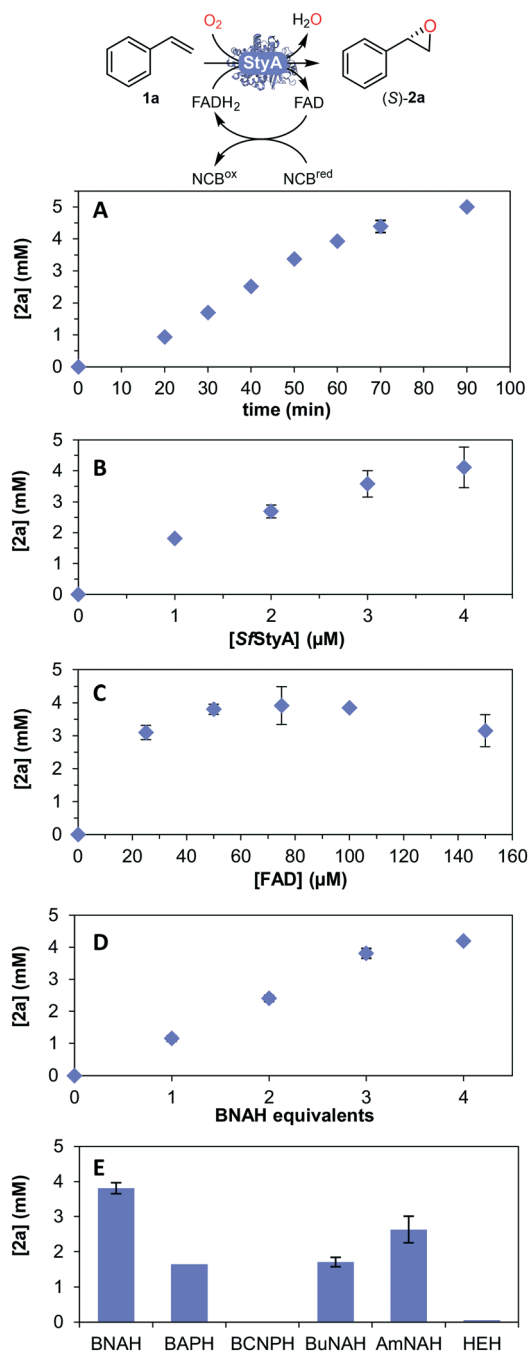 O₂
H₂O
StyA
1a
FADH₂
FAD
(S)-2a
NCBᵒˣ
NCBʳᵉᵈ
A
[2a] (mM)
5
4
3
2
1
0
0 10 20 30 40 50 60 70 80 90 100
time (min)
B
[2a] (mM)
5
4
3
2
1
0
0 1 2 3 4
[SfStyA] (µM)
C
[2a] (mM)
5
4
3
2
1
0
0 20 40 60 80 100 120 140 160
[FAD] (µM)
D
[2a] (mM)
5
4
3
2
1
0
0 1 2 3 4
BNAH equivalents
E
[2a] (mM)
5
4
3
2
1
0
BNAH BAPH BCNPH BuNAH AmNAH HEH
O